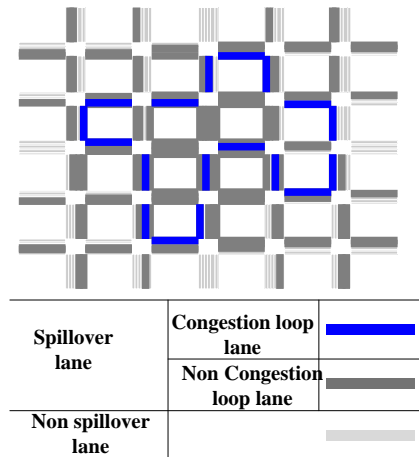 Spillover
lane
Congestion loop
lane
Non Congestion
loop lane
Non spillover
lane